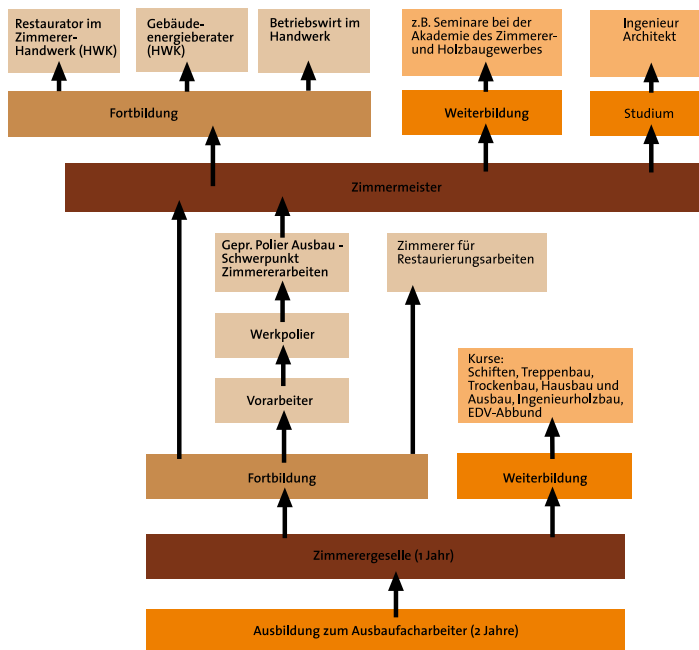 Restaurator im
Zimmerer-
Handwerk (HWK)
Gebäude-
energieberater
(HWK)
Betriebswirt im
Handwerk
z.B. Seminare bei der
Akademie des Zimmerer-
und Holzbaugewerbes
Ingenieur
Architekt
Fortbildung
Weiterbildung
Studium
Zimmermeister
Gepr. Polier Ausbau -
Schwerpunkt
Zimmererarbeiten
Zimmerer für
Restaurierungsarbeiten
Werkpolier
Vorarbeiter
Kurse:
Schiften, Treppenbau,
Trockenbau, Hausbau und
Ausbau, Ingenieurholzbau,
EDV-Abbund
Fortbildung
Weiterbildung
Zimmerergeselle (1 Jahr)
Ausbildung zum Ausbaufacharbeiter (2 Jahre)